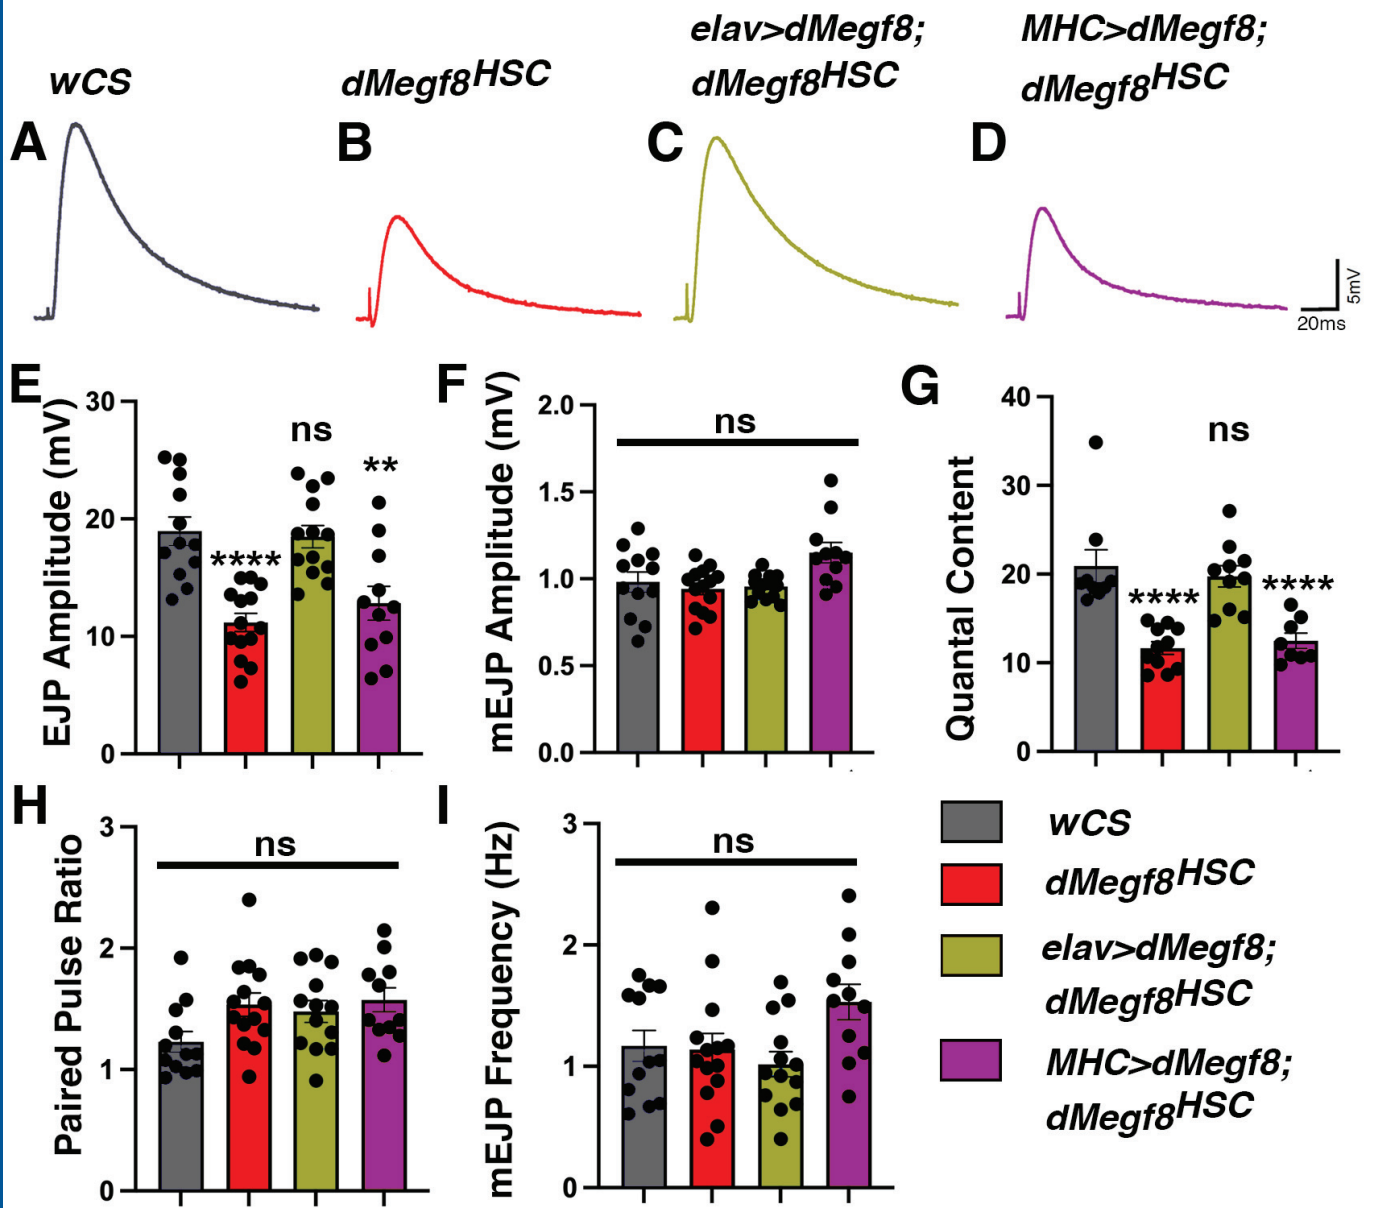 elav>dMegf8; MHC>dMegf8;
wCS dMegf8HSC dMegf8HSC dMegf8HSC
A B C D
5mV
20ms
E F G
EJP Amplitude (mV)
30
20
10
0
****
ns
**
mEJP Amplitude (mV)
2.0
1.5
1.0
0.5
0.0
ns
Quantal Content
40
30
20
10
0
****
ns
****
H I
Paired Pulse Ratio
3
2
1
0
ns
mEJP Frequency (Hz)
3
2
1
0
ns
wCS
dMegf8HSC
elav>dMegf8;
dMegf8HSC
MHC>dMegf8;
dMegf8HSC